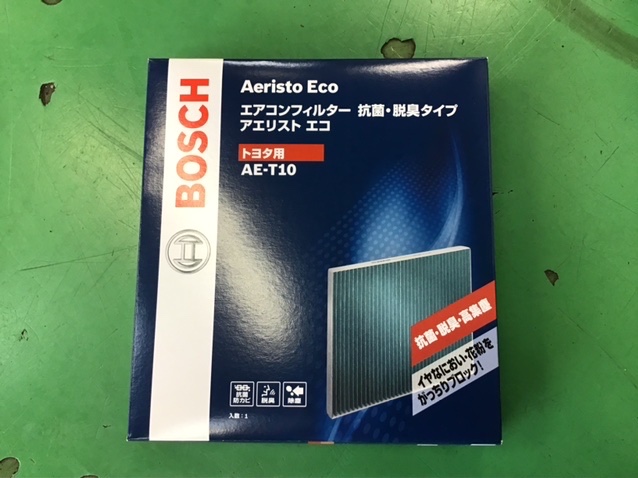 BOSCH
Aeristo Eco
エアコンフィルター 抗菌・脱臭タイプ
アエリスト エコ
トヨタ用
AE-T10
抗菌・脱臭・高集塵
イヤなにおい・花粉を
がっちりブロック!
抗菌
防カビ
脱臭
除塵
入数:1